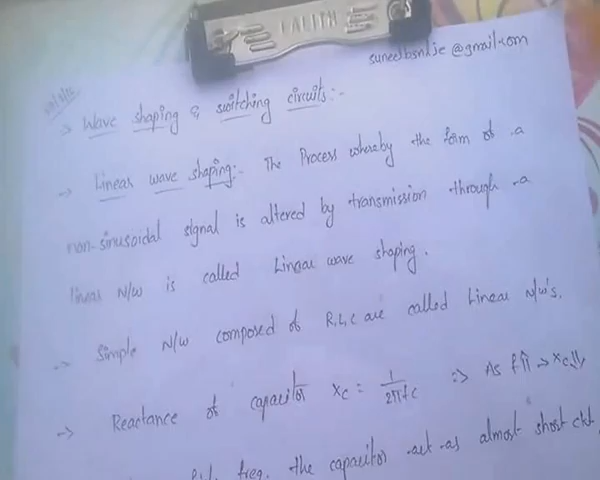 suneelbsnkje@gmail.com
-> Wave shaping & switching circuits:-
-> Linear wave shaping:- The Process whereby the form of a
non-sinusoidal signal is altered by transmission through a
linear N/w is called Linear wave shaping.
-> Simple N/w composed of R,L,C are called Linear N/w's.
-> Reactance of capacitor Xc = 1/2πfc => As f↑↑ → Xc↓↓
freq. the capacitor act as almost short ckt